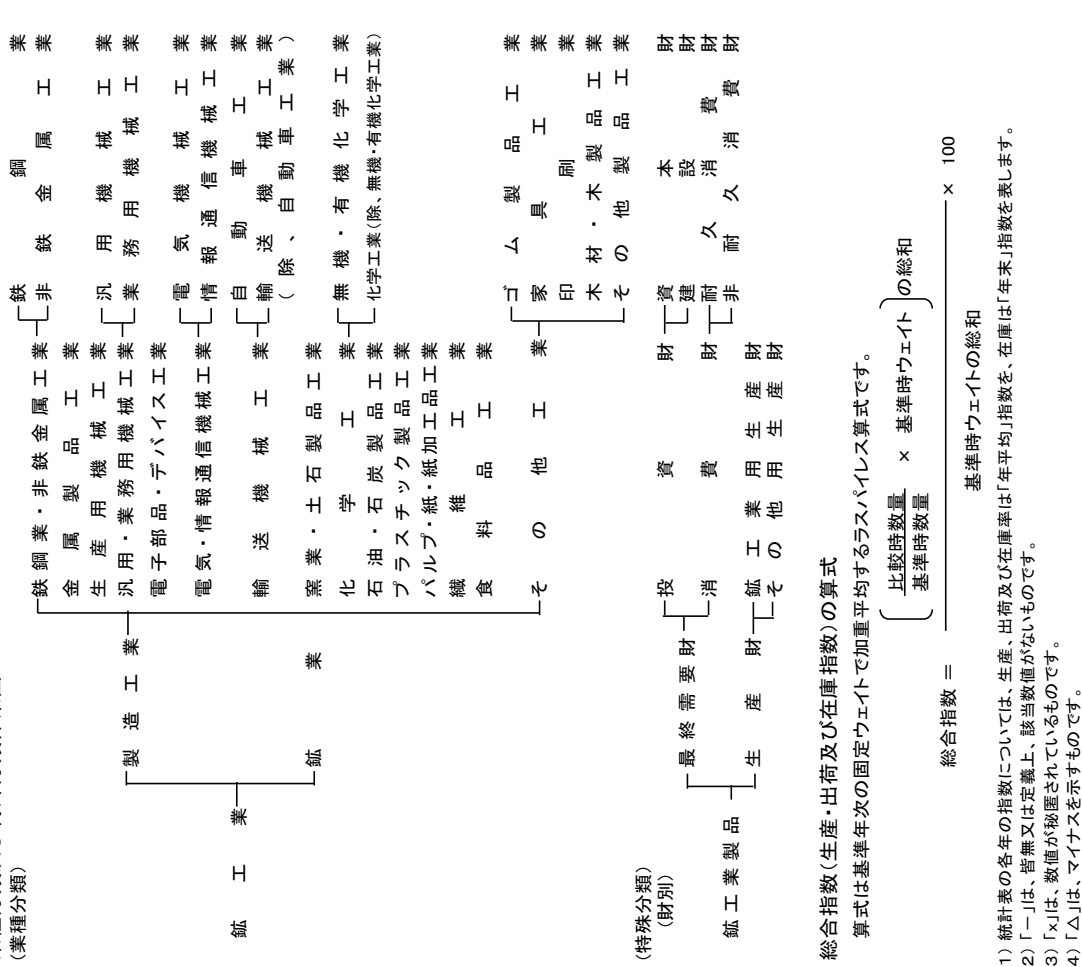 (業種分類)
鉱工業
製造工業
鉄鋼業・非鉄金属工業
鉄鋼業
非鉄金属工業
金属製品工業
生産用機械工業
汎用・業務用機械工業
汎用機械工業
業務用機械工業
電子部品・デバイス工業
電気・情報通信機械工業
電気機械工業
情報通信機械工業
輸送機械工業
自動車工業
輸送機械工業
(除、自動車工業)
窯業・土石製品工業
化学工業
無機・有機化学工業
化学工業(除、無機・有機化学工業)
石油・石炭製品工業
プラスチック製品工業
パルプ・紙・紙加工品工業
繊維工業
食料品工業
その他工業
ゴム製品工業
家具工業
印刷業
木材・木製品工業
その他製品工業
鉱業
(特殊分類)
(財別)
鉱工業製品
最終需要財
投資財
資本財
建設財
消費財
耐久消費財
非耐久消費財
生産財
鉱工業用生産財
その他用生産財
総合指数(生産・出荷及び在庫指数)の算式
算式は基準年次の固定ウェイトで加重平均するラスパイレス算式です。
総合指数 = ( 比較時数量 / 基準時数量 × 基準時ウェイト )の総和 / 基準時ウェイトの総和 × 100
1) 統計表の各年の指数については、生産、出荷及び在庫率は「年平均」指数を、在庫は「年末」指数を表します。
2) 「－」は、皆無又は定義上、該当数値がないものです。
3) 「x」は、数値が秘匿されているものです。
4) 「△」は、マイナスを示すものです。